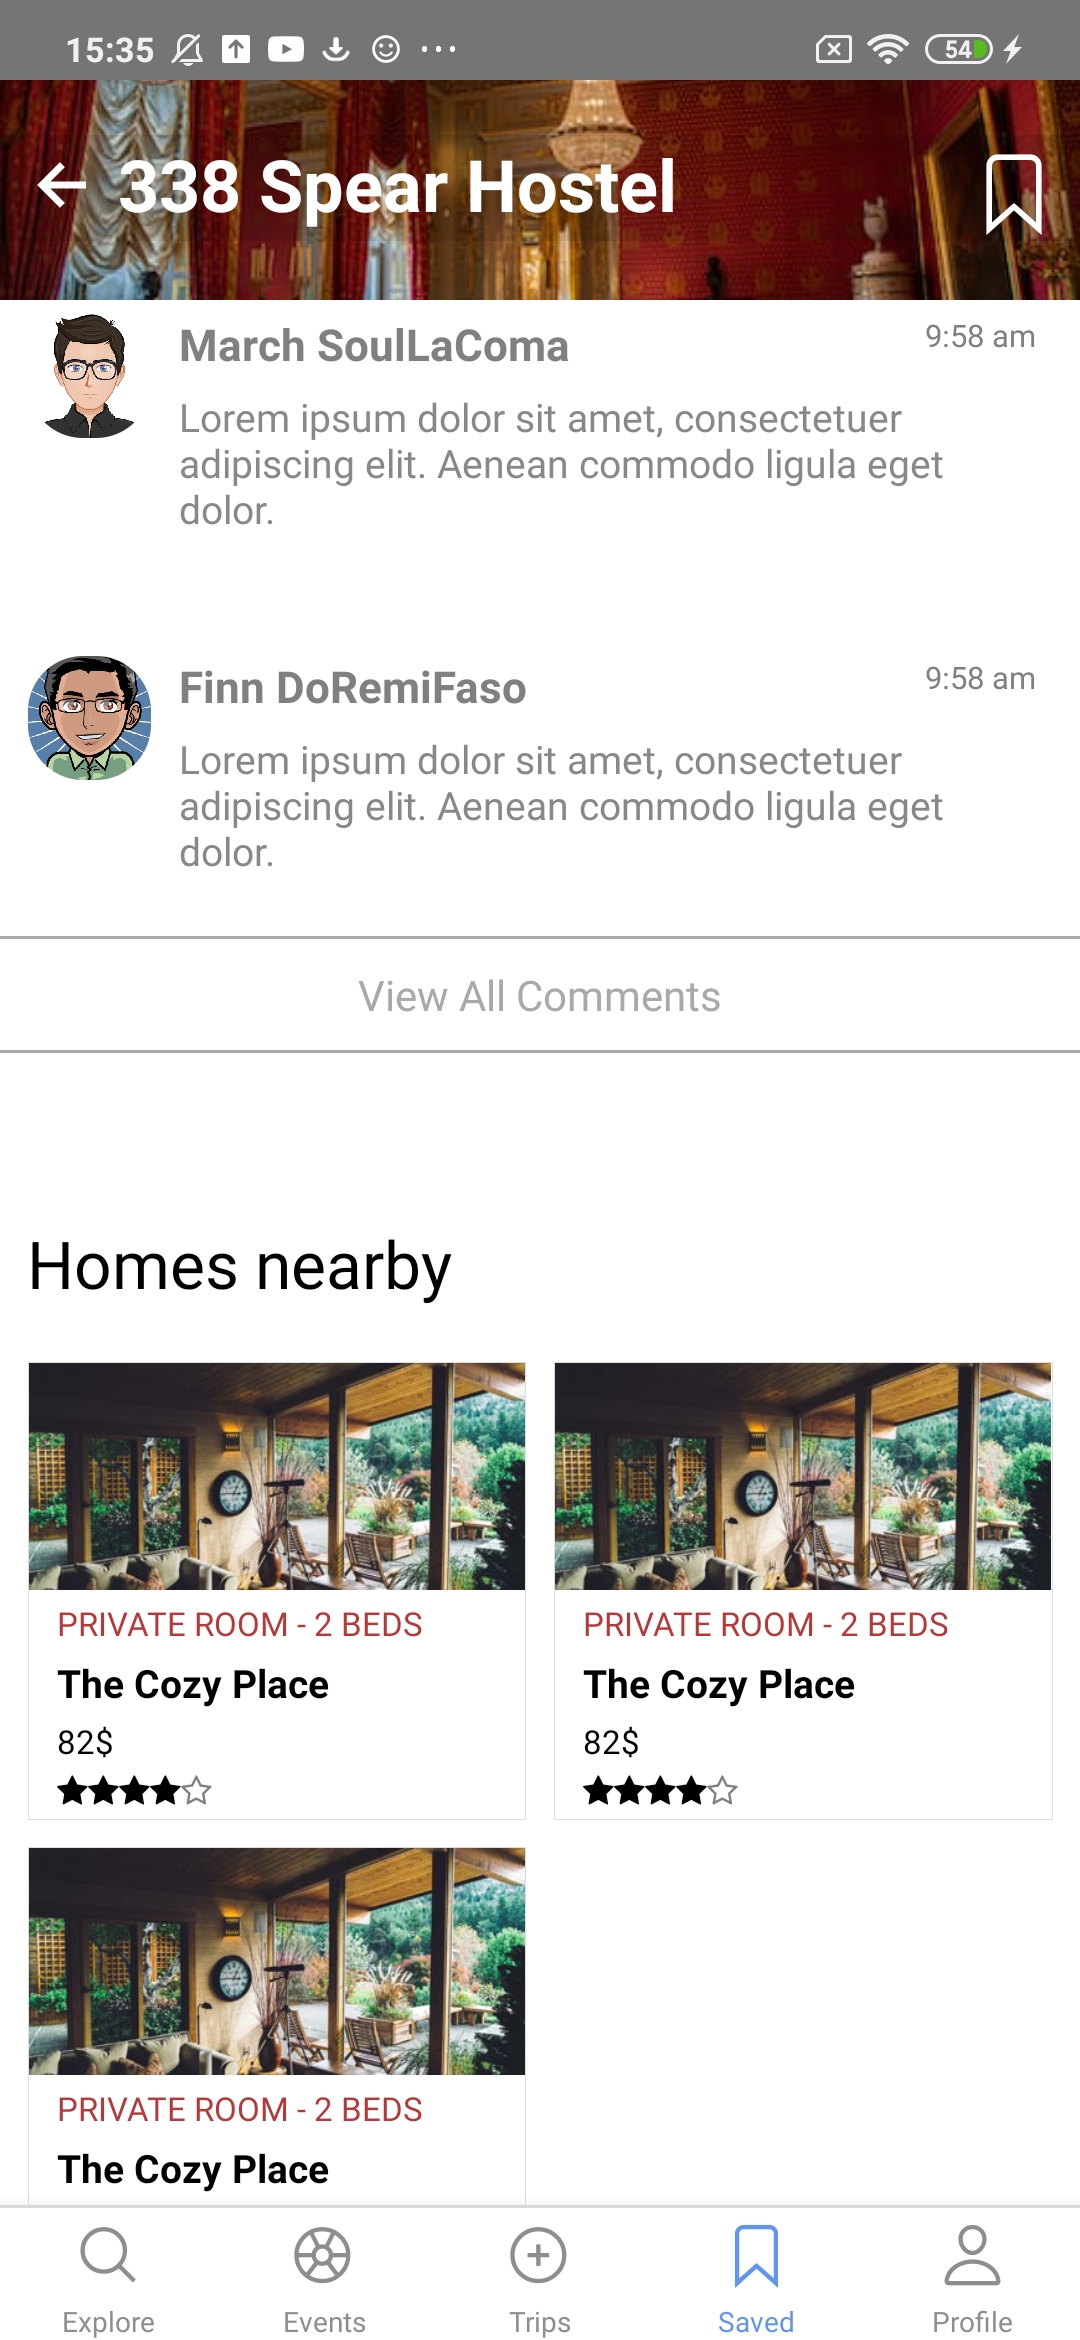 15:35
54
338 Spear Hostel
March SoulLaComa
9:58 am
Lorem ipsum dolor sit amet, consectetuer
adipiscing elit. Aenean commodo ligula eget
dolor.
Finn DoRemiFaso
9:58 am
Lorem ipsum dolor sit amet, consectetuer
adipiscing elit. Aenean commodo ligula eget
dolor.
View All Comments
Homes nearby
PRIVATE ROOM - 2 BEDS
The Cozy Place
82$
PRIVATE ROOM - 2 BEDS
The Cozy Place
82$
PRIVATE ROOM - 2 BEDS
The Cozy Place
Explore
Events
Trips
Saved
Profile